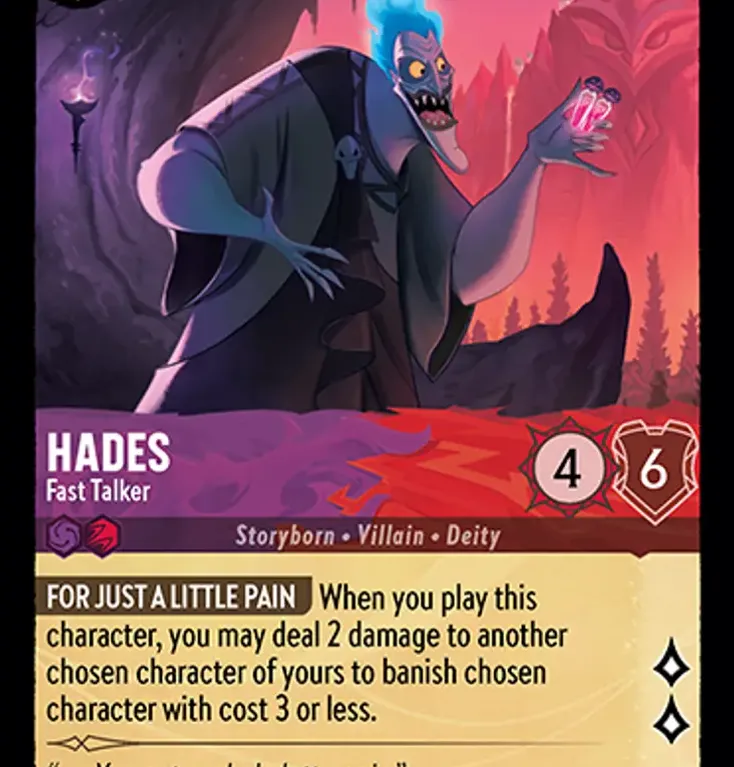 HADES
Fast Talker
4
6
Storyborn • Villain • Deity
FOR JUST A LITTLE PAIN When you play this
character, you may deal 2 damage to another
chosen character of yours to banish chosen
character with cost 3 or less.